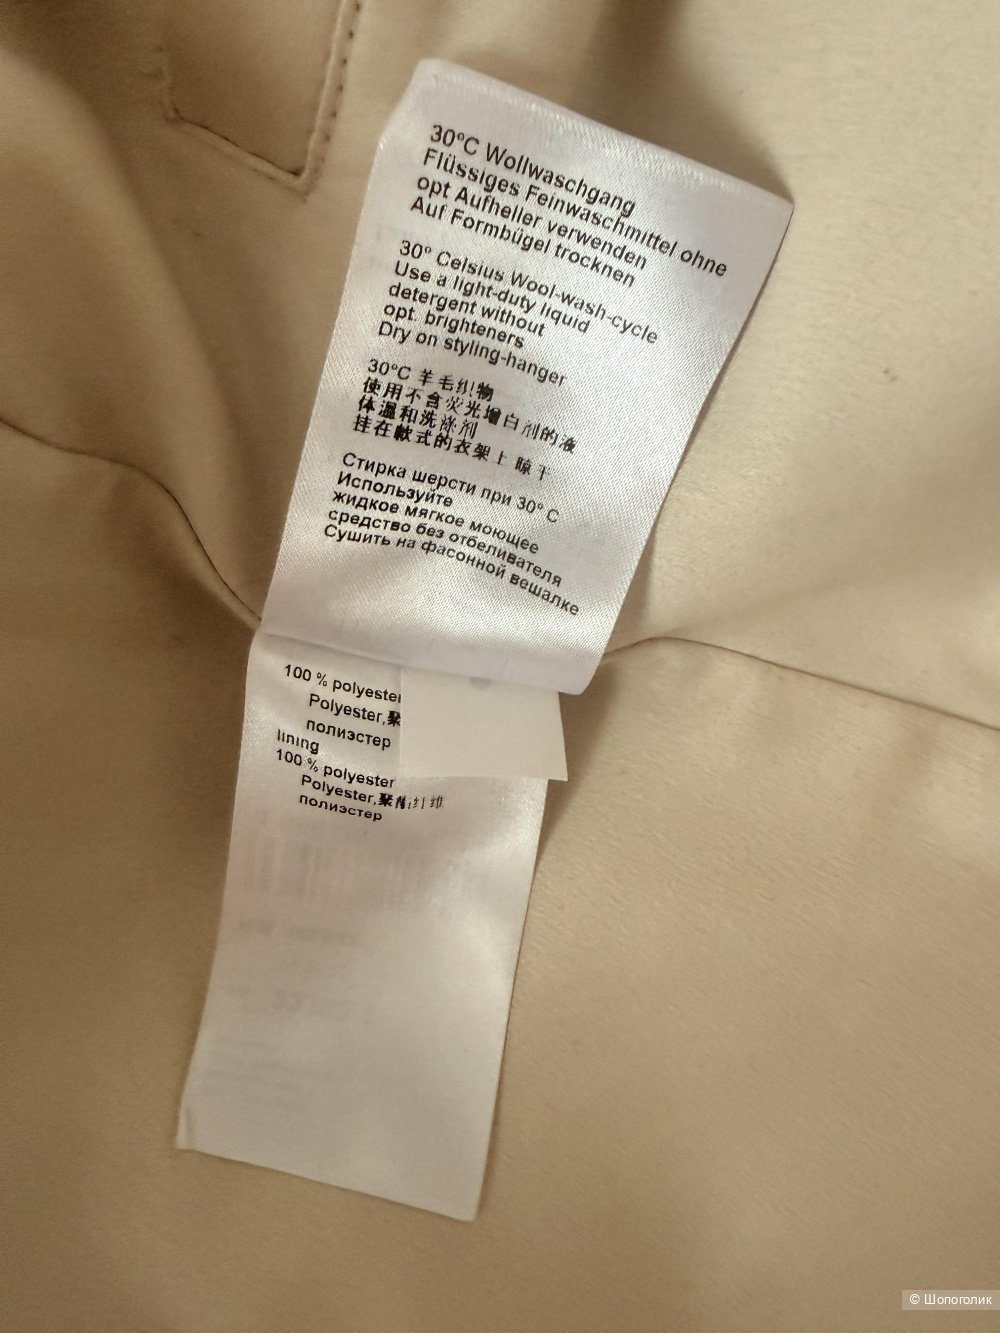 30°C Wollwaschgang
Flüssiges Feinwaschmittel ohne
opt Aufheller verwenden
Auf Formbügel trocknen
30° Celsius Wool-wash-cycle
Use a light-duty liquid
detergent without
opt. brighteners
Dry on styling-hanger
30°C 羊毛织物
使用不含荧光增白剂的液
体温和洗涤剂
挂在款式的衣架上晾干
Стирка шерсти при 30° C
Используйте
жидкое мягкое моющее
средство без отбеливателя
Сушить на фасонной вешалке
100 % polyester
Polyester,聚
полиэстер
lining
100 % polyester
Polyester,聚酯纤维
полиэстер
© Шопоголик